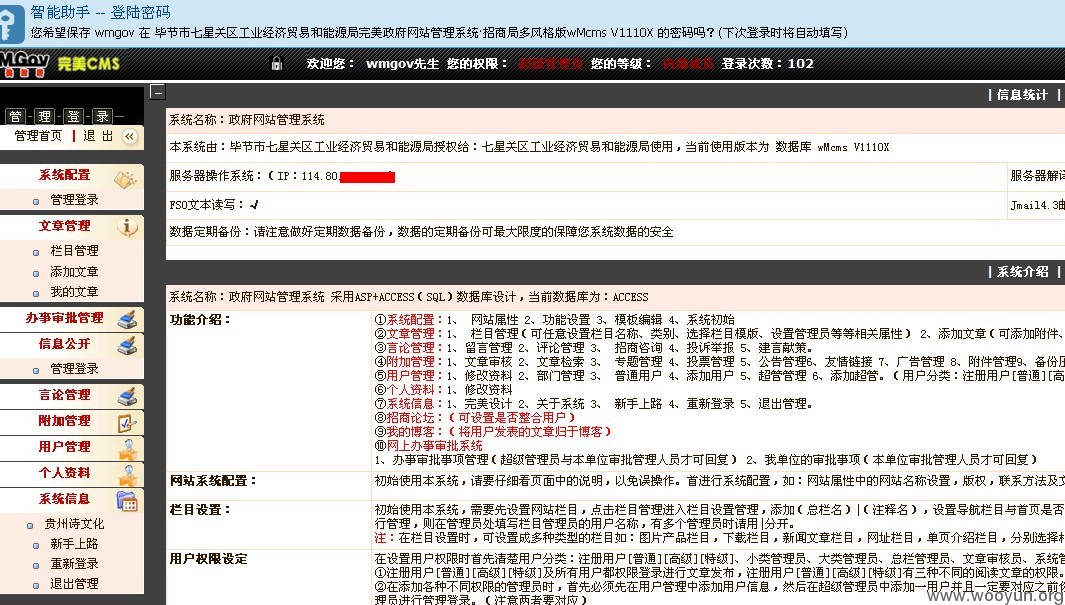 智能助手 -- 登陆密码
您希望保存 wmgov 在 毕节市七星关区工业经济贸易和能源局完美政府网站管理系统·招商局多风格版wMcms V1110X 的密码吗？(下次登录时将自动填写)
MGov 完美CMS
欢迎您： wmgov先生 您的权限： 超级管理员 您的等级： 登录次数：102
管-理-登-录—
管理首页 | 退 出 «
| 信息统计 |
系统名称：政府网站管理系统
本系统由：毕节市七星关区工业经济贸易和能源局授权给：七星关区工业经济贸易和能源局使用，当前使用版本为 数据库 wMcms V1110X
服务器操作系统：（IP：114.80.
服务器解译
FSO文本读写：√
Jmail4.3曲
数据定期备份：请注意做好定期数据备份，数据的定期备份可最大限度的保障您系统数据的安全
系统配置
管理登录
文章管理
栏目管理
添加文章
我的文章
办事审批管理
信息公开
管理登录
言论管理
附加管理
用户管理
个人资料
系统信息
贵州诗文化
新手上路
重新登录
退出管理
| 系统介绍 |
系统名称：政府网站管理系统 采用ASP+ACCESS（SQL）数据库设计，当前数据库为：ACCESS
功能介绍：
①系统配置：1、 网站属性 2、功能设置 3、模板编辑 4、系统初始
②文章管理：1、 栏目管理（可任意设置栏目名称、类别、选择栏目模版、设置管理员等等相关属性） 2、添加文章（可添加附件、
③言论管理：1、留言管理 2、评论管理 3、 招商咨询 4、投诉举报 5、建言献策。
④附加管理：1、文章审核 2、文章检索 3、 专题管理 4、投票管理 5、公告管理6、友情链接 7、广告管理 8、附件管理9、备份压
⑤用户管理：1、修改资料 2、部门管理 3、 普通用户 4、添加用户 5、超管管理 6、添加超管。（用户分类：注册用户[普通][高
⑥个人资料：1、修改资料
⑦系统信息：1、完美设计 2、关于系统 3、 新手上路 4、重新登录 5、退出管理。
⑧招商论坛：（可设置是否整合用户）
⑨我的博客：（将用户发表的文章归于博客）
⑩网上办事审批系统
1、办事审批事项管理（超级管理员与本单位审批管理人员才可回复） 2、我单位的审批事项（本单位审批管理人员才可回复）
网站系统配置：
初始使用本系统，请要仔细看页面中的说明，以免误操作。首进行系统配置，如：网站属性中的网站名称设置，版权，联系方法及文
栏目设置：
初始使用本系统，需要先设置网站栏目，点击栏目管理进入栏目设置管理，添加（总栏名）|（注释名），设置导航栏目与首页是否
行管理，则在管理员处填写栏目管理员的用户名称，有多个管理员时请用|分开。
注：在栏目设置时，可设置成多种类型的栏目如：图片产品栏目，下载栏目，新闻文章栏目，网址栏目，单页介绍栏目，分别选择模
用户权限设定
在设置用户权限时首先清楚用户分类：注册用户[普通][高级][特级]、小类管理员、大类管理员、总栏管理员、文章审核员、系统管
①注册用户[普通][高级][特级]及所有用户都权限登录进行文章发布，注册用户[普通][高级][特级]有三种不同的阅读文章的权限。
②在添加各种不同权限的管理员时，首先必须先在用户管理中添加用户信息，然后在超级管理员中添加一用户并且一定要对应之前份
理员进行管理登录。（注意两者要对应）
www.wooyun.org